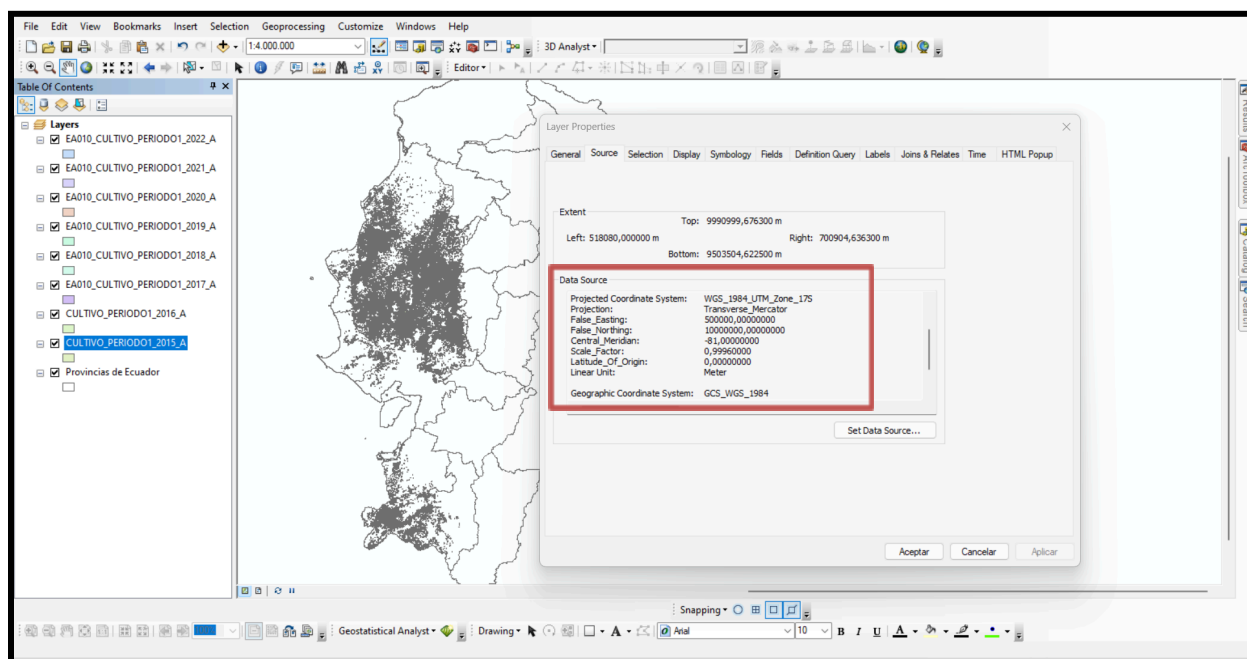 File Edit View Bookmarks Insert Selection Geoprocessing Customize Windows Help
1:4.000.000 3D Analyst
Editor
Table Of Contents
Layers
EA010_CULTIVO_PERIODO1_2022_A
EA010_CULTIVO_PERIODO1_2021_A
EA010_CULTIVO_PERIODO1_2020_A
EA010_CULTIVO_PERIODO1_2019_A
EA010_CULTIVO_PERIODO1_2018_A
EA010_CULTIVO_PERIODO1_2017_A
CULTIVO_PERIODO1_2016_A
CULTIVO_PERIODO1_2015_A
Provincias de Ecuador
Layer Properties
General Source Selection Display Symbology Fields Definition Query Labels Joins & Relates Time HTML Popup
Extent
Top: 9990999,676300 m
Left: 518080,000000 m Right: 700904,636300 m
Bottom: 9503504,622500 m
Data Source
Projected Coordinate System: WGS_1984_UTM_Zone_17S
Projection: Transverse_Mercator
False_Easting: 500000,00000000
False_Northing: 10000000,00000000
Central_Meridian: -81,00000000
Scale_Factor: 0,99960000
Latitude_Of_Origin: 0,00000000
Linear Unit: Meter
Geographic Coordinate System: GCS_WGS_1984
Set Data Source...
Aceptar Cancelar Aplicar
Catalog
Search
Snapping
Geostatistical Analyst Drawing A Arial 10 B I U A